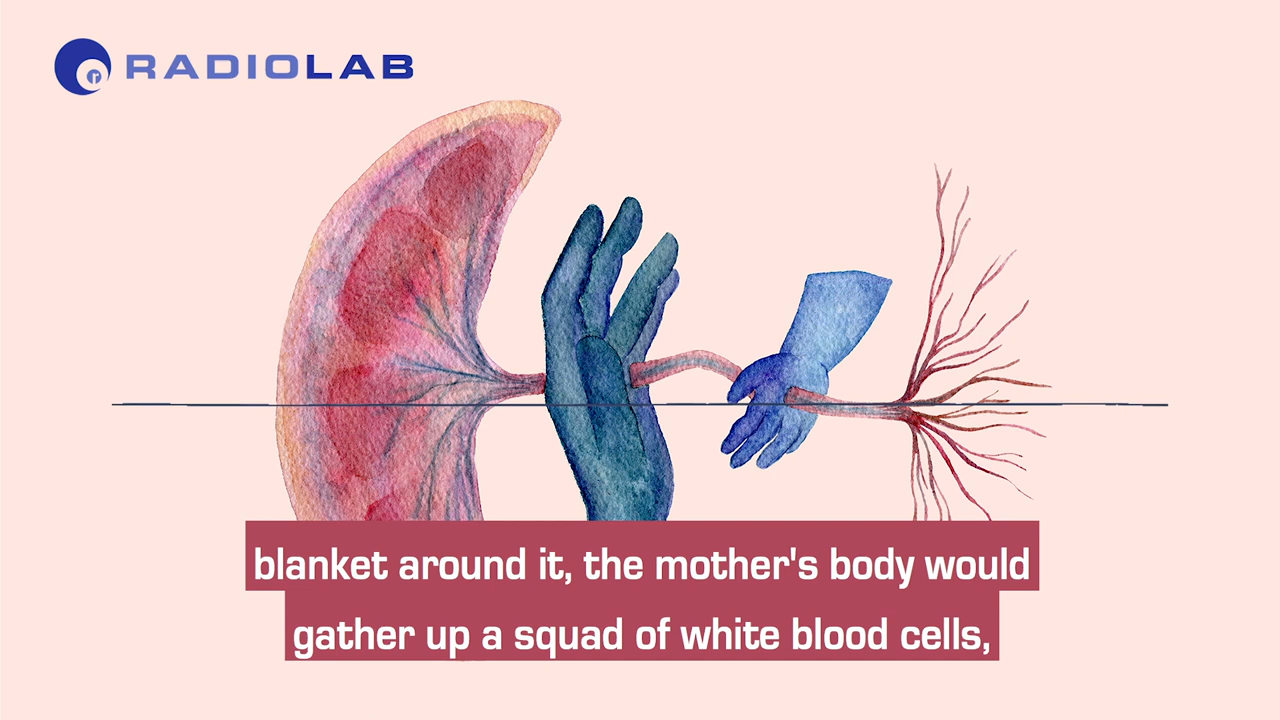 RADIOLAB
blanket around it, the mother's body would
gather up a squad of white blood cells,